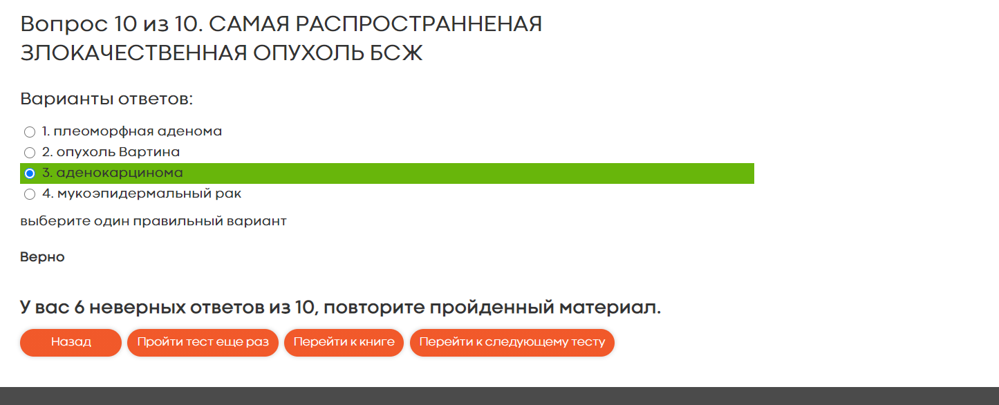 Вопрос 10 из 10. САМАЯ РАСПРОСТРАННЕНАЯ
ЗЛОКАЧЕСТВЕННАЯ ОПУХОЛЬ БСЖ
Варианты ответов:
1. плеоморфная аденома
2. опухоль Вартина
3. аденокарцинома
4. мукоэпидермальный рак
выберите один правильный вариант
Верно
У вас 6 неверных ответов из 10, повторите пройденный материал.
Назад Пройти тест еще раз Перейти к книге Перейти к следующему тесту